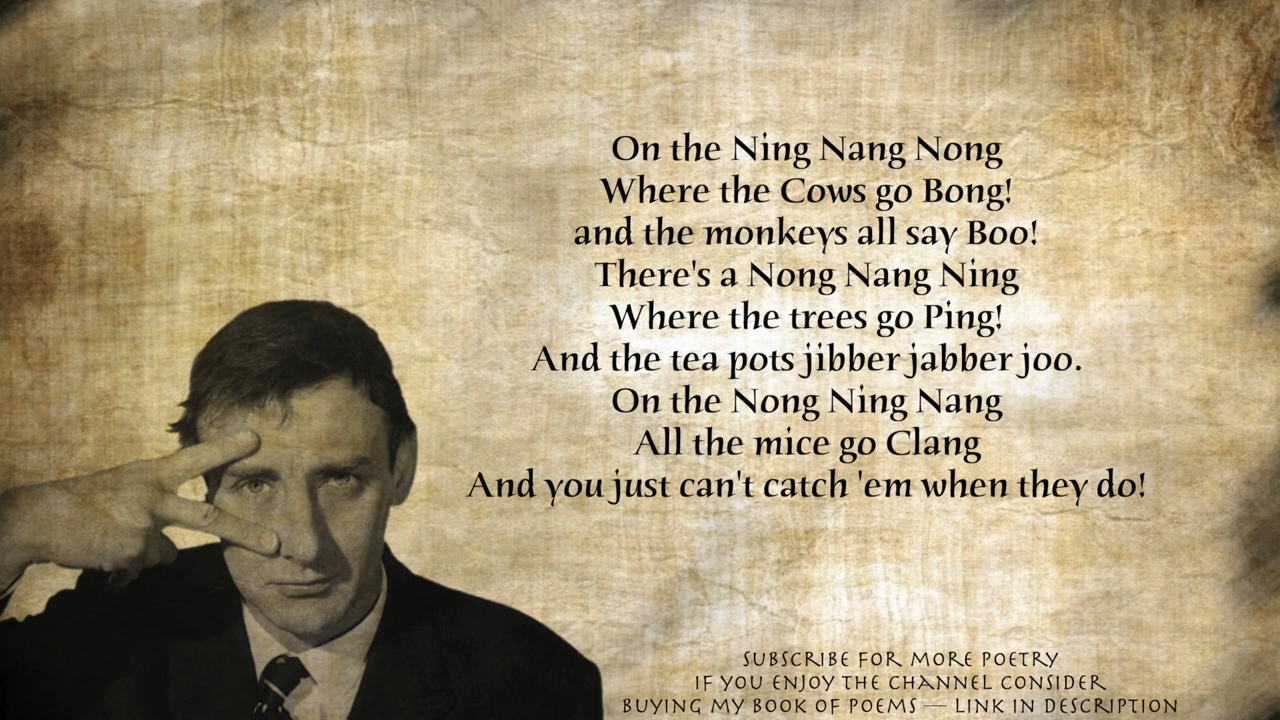 On the Ning Nang Nong
Where the Cows go Bong!
and the monkeys all say Boo!
There's a Nong Nang Ning
Where the trees go Ping!
And the tea pots jibber jabber joo.
On the Nong Ning Nang
All the mice go Clang
And you just can't catch 'em when they do!
SUBSCRIBE FOR MORE POETRY
IF YOU ENJOY THE CHANNEL CONSIDER
BUYING MY BOOK OF POEMS — LINK IN DESCRIPTION